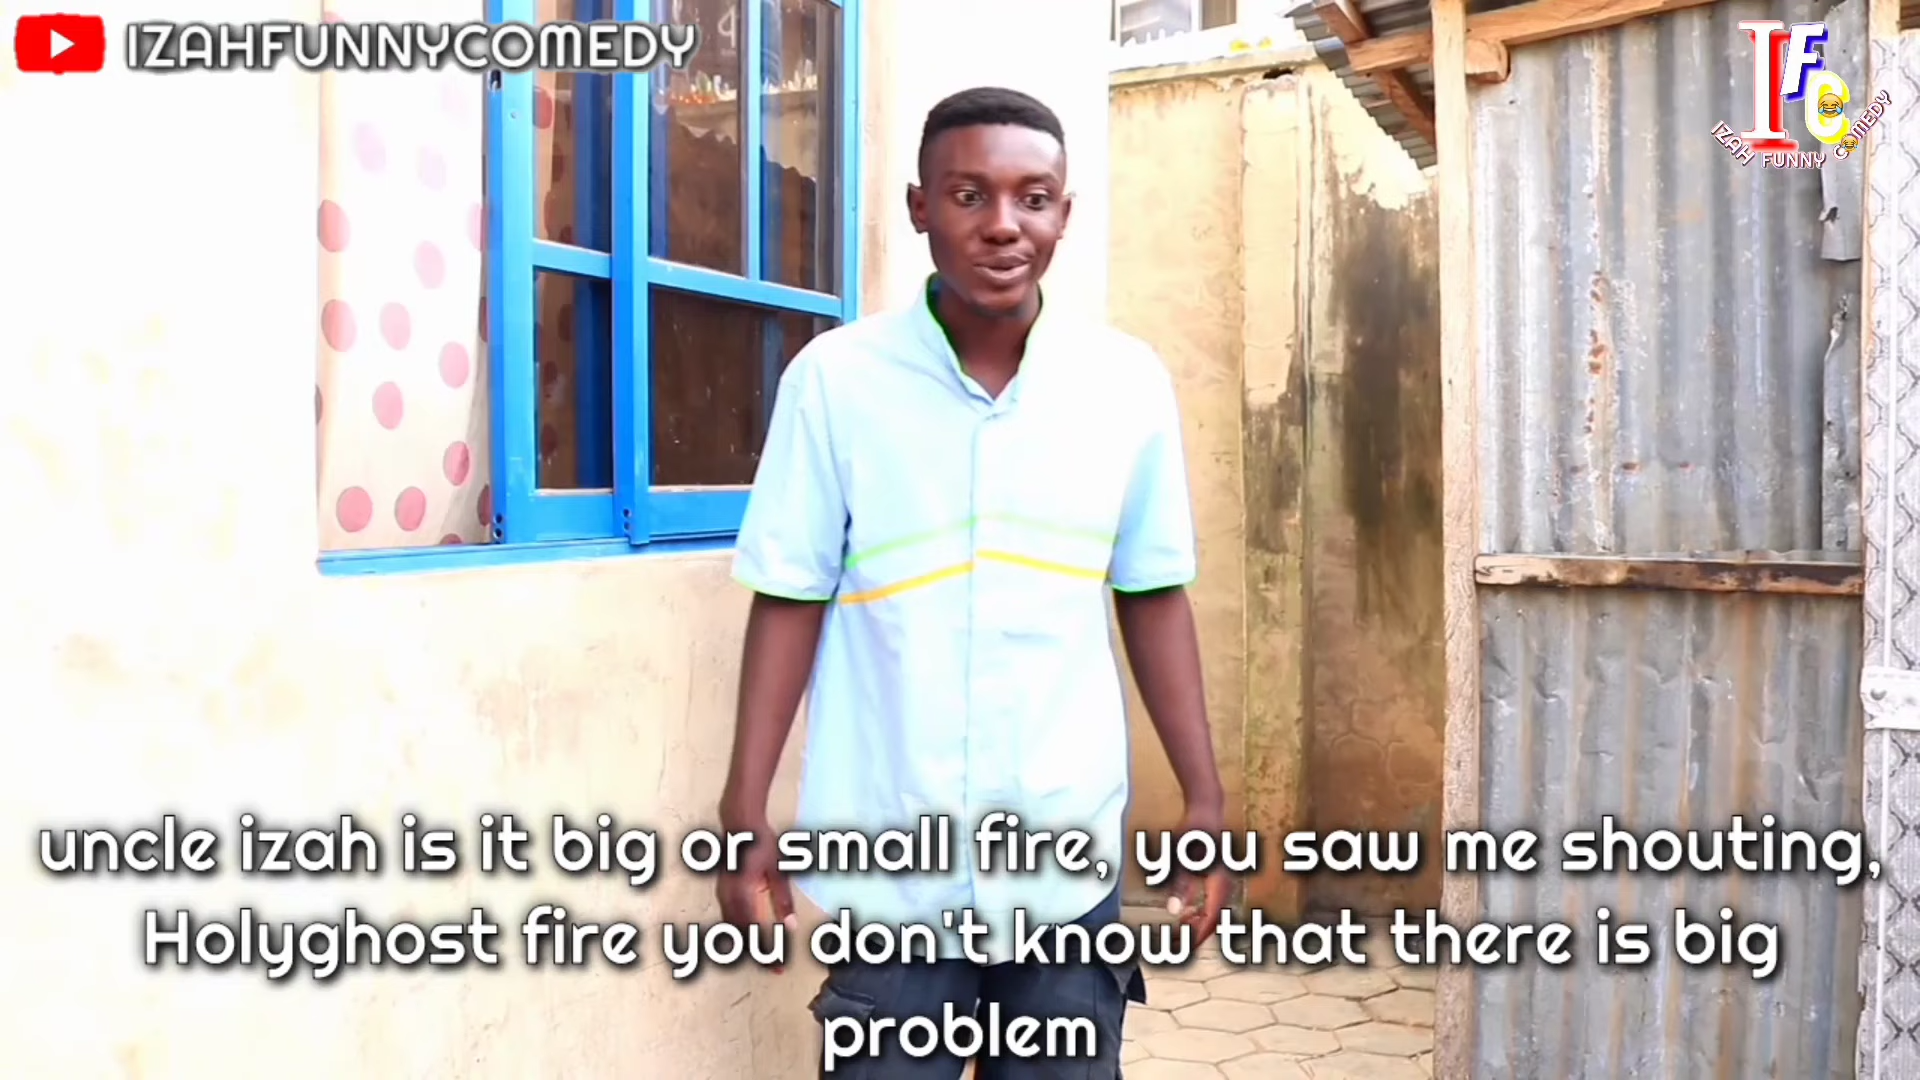 IZAHFUNNYCOMEDY
IFC
IZAH FUNNY COMEDY
uncle izah is it big or small fire, you saw me shouting,
Holyghost fire you don't know that there is big
problem